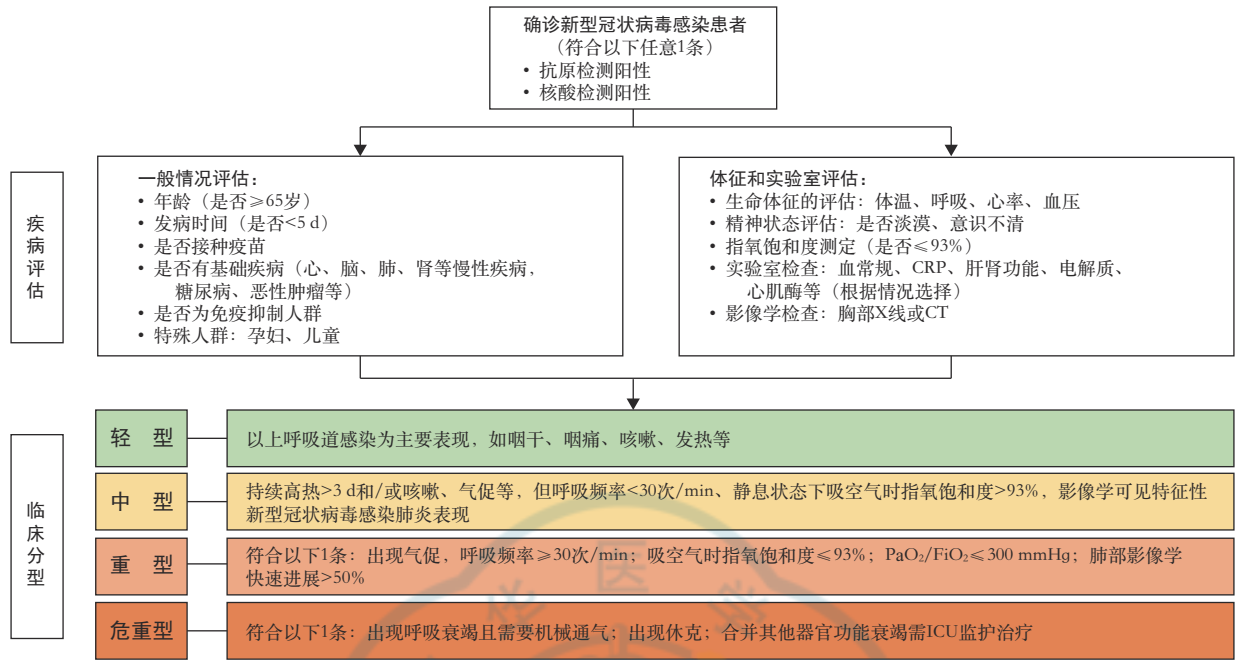 确诊新型冠状病毒感染患者
（符合以下任意1条）
• 抗原检测阳性
• 核酸检测阳性
疾病评估
一般情况评估：
• 年龄（是否≥65岁）
• 发病时间（是否<5 d）
• 是否接种疫苗
• 是否有基础疾病（心、脑、肺、肾等慢性疾病，
糖尿病、恶性肿瘤等）
• 是否为免疫抑制人群
• 特殊人群：孕妇、儿童
体征和实验室评估：
• 生命体征的评估：体温、呼吸、心率、血压
• 精神状态评估：是否淡漠、意识不清
• 指氧饱和度测定（是否≤93%）
• 实验室检查：血常规、CRP、肝肾功能、电解质、
心肌酶等（根据情况选择）
• 影像学检查：胸部X线或CT
临床分型
轻 型
以上呼吸道感染为主要表现，如咽干、咽痛、咳嗽、发热等
中 型
持续高热>3 d和/或咳嗽、气促等，但呼吸频率<30次/min、静息状态下吸空气时指氧饱和度>93%，影像学可见特征性
新型冠状病毒感染肺炎表现
重 型
符合以下1条：出现气促，呼吸频率≥30次/min；吸空气时指氧饱和度≤93%；PaO₂/FiO₂≤300 mmHg；肺部影像学
快速进展>50%
危重型
符合以下1条：出现呼吸衰竭且需要机械通气；出现休克；合并其他器官功能衰竭需ICU监护治疗
华医学